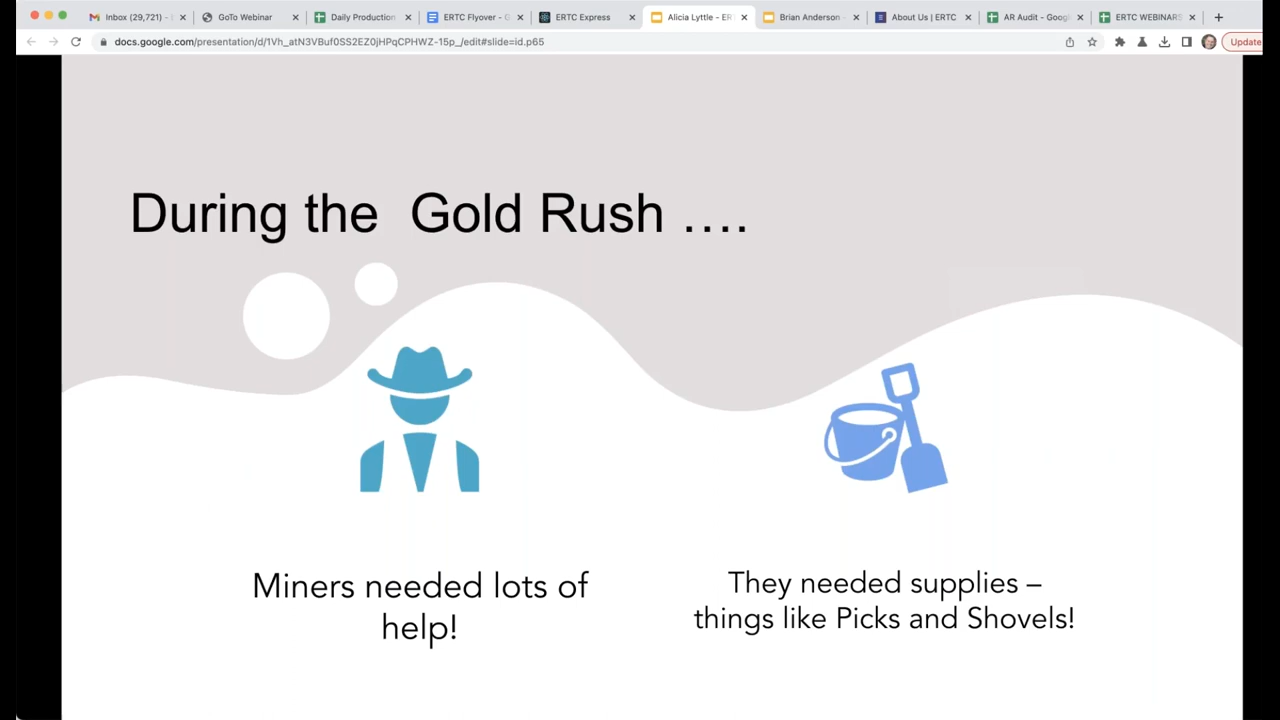 Inbox (29,721) -
GoTo Webinar
Daily Production
ERTC Flyover - G
ERTC Express
Alicia Lyttle - ER
Brian Anderson -
About Us | ERTC
AR Audit - Goog
ERTC WEBINAR
docs.google.com/presentation/d/1Vh_atN3VBuf0SS2EZ0jHPqCPHWZ-15p_/edit#slide=id.p65
Update
During the Gold Rush ....
Miners needed lots of
help!
They needed supplies –
things like Picks and Shovels!